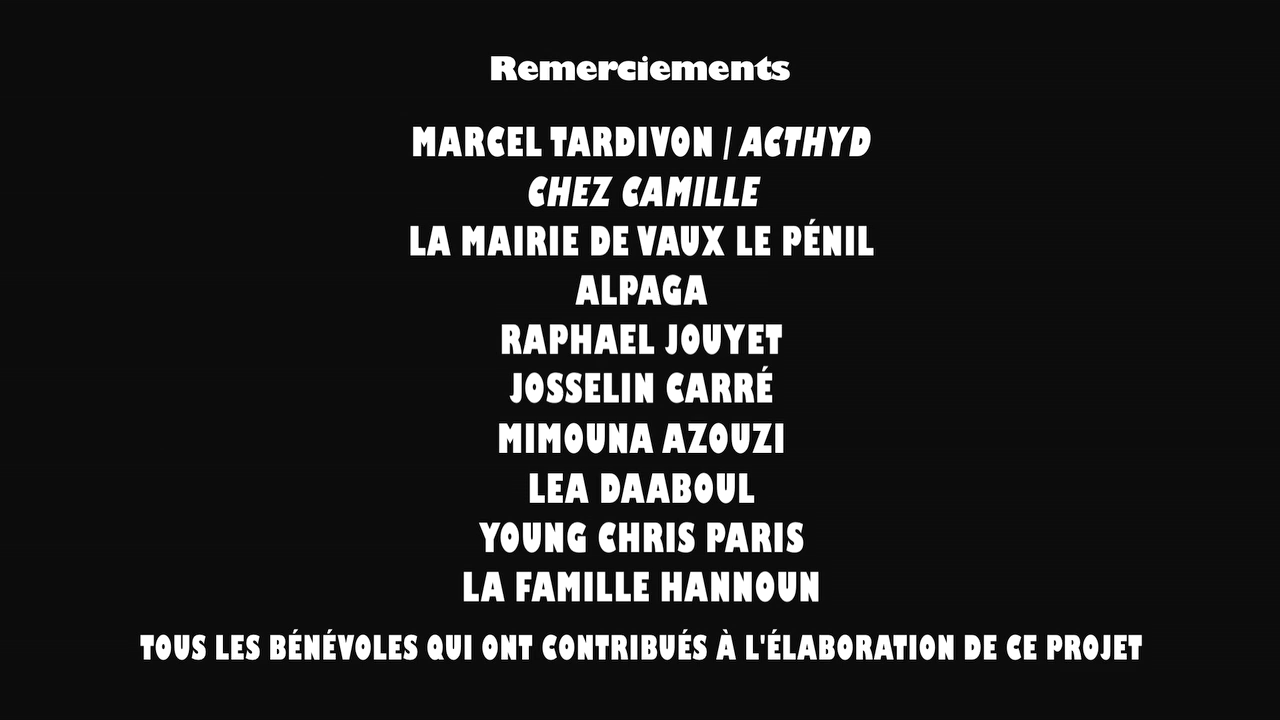 Remerciements
MARCEL TARDIVON / ACTHYD
CHEZ CAMILLE
LA MAIRIE DE VAUX LE PÉNIL
ALPAGA
RAPHAEL JOUYET
JOSSELIN CARRÉ
MIMOUNA AZOUZI
LEA DAABOUL
YOUNG CHRIS PARIS
LA FAMILLE HANNOUN
TOUS LES BÉNÉVOLES QUI ONT CONTRIBUÉS À L'ÉLABORATION DE CE PROJET